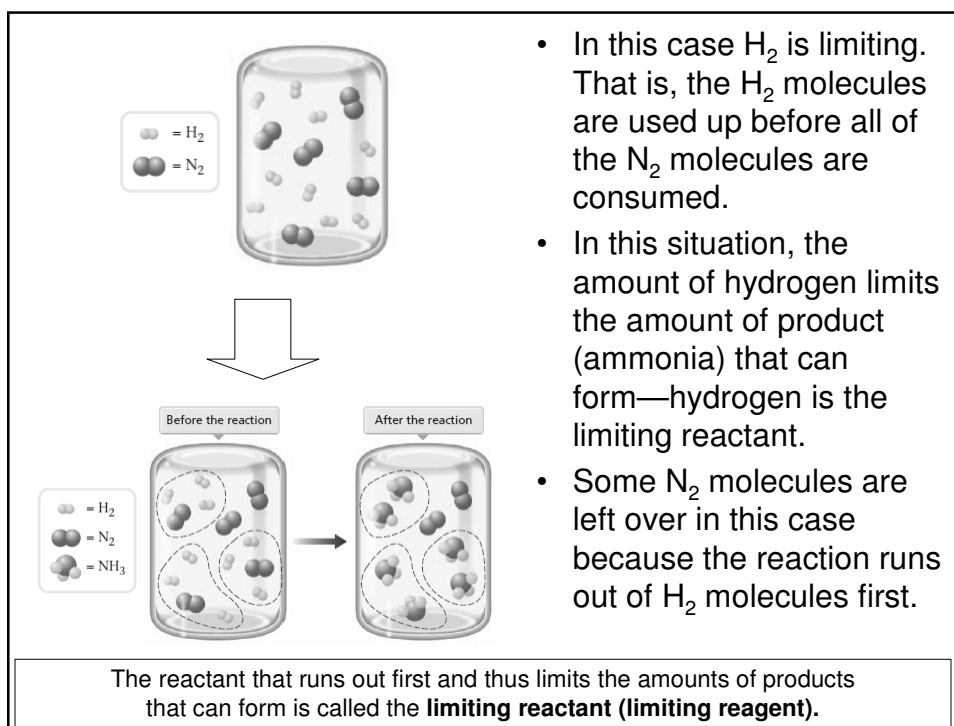 = H₂
= N₂
Before the reaction
After the reaction
= H₂
= N₂
= NH₃
• In this case H₂ is limiting.
That is, the H₂ molecules
are used up before all of
the N₂ molecules are
consumed.
• In this situation, the
amount of hydrogen limits
the amount of product
(ammonia) that can
form—hydrogen is the
limiting reactant.
• Some N₂ molecules are
left over in this case
because the reaction runs
out of H₂ molecules first.
The reactant that runs out first and thus limits the amounts of products
that can form is called the limiting reactant (limiting reagent).